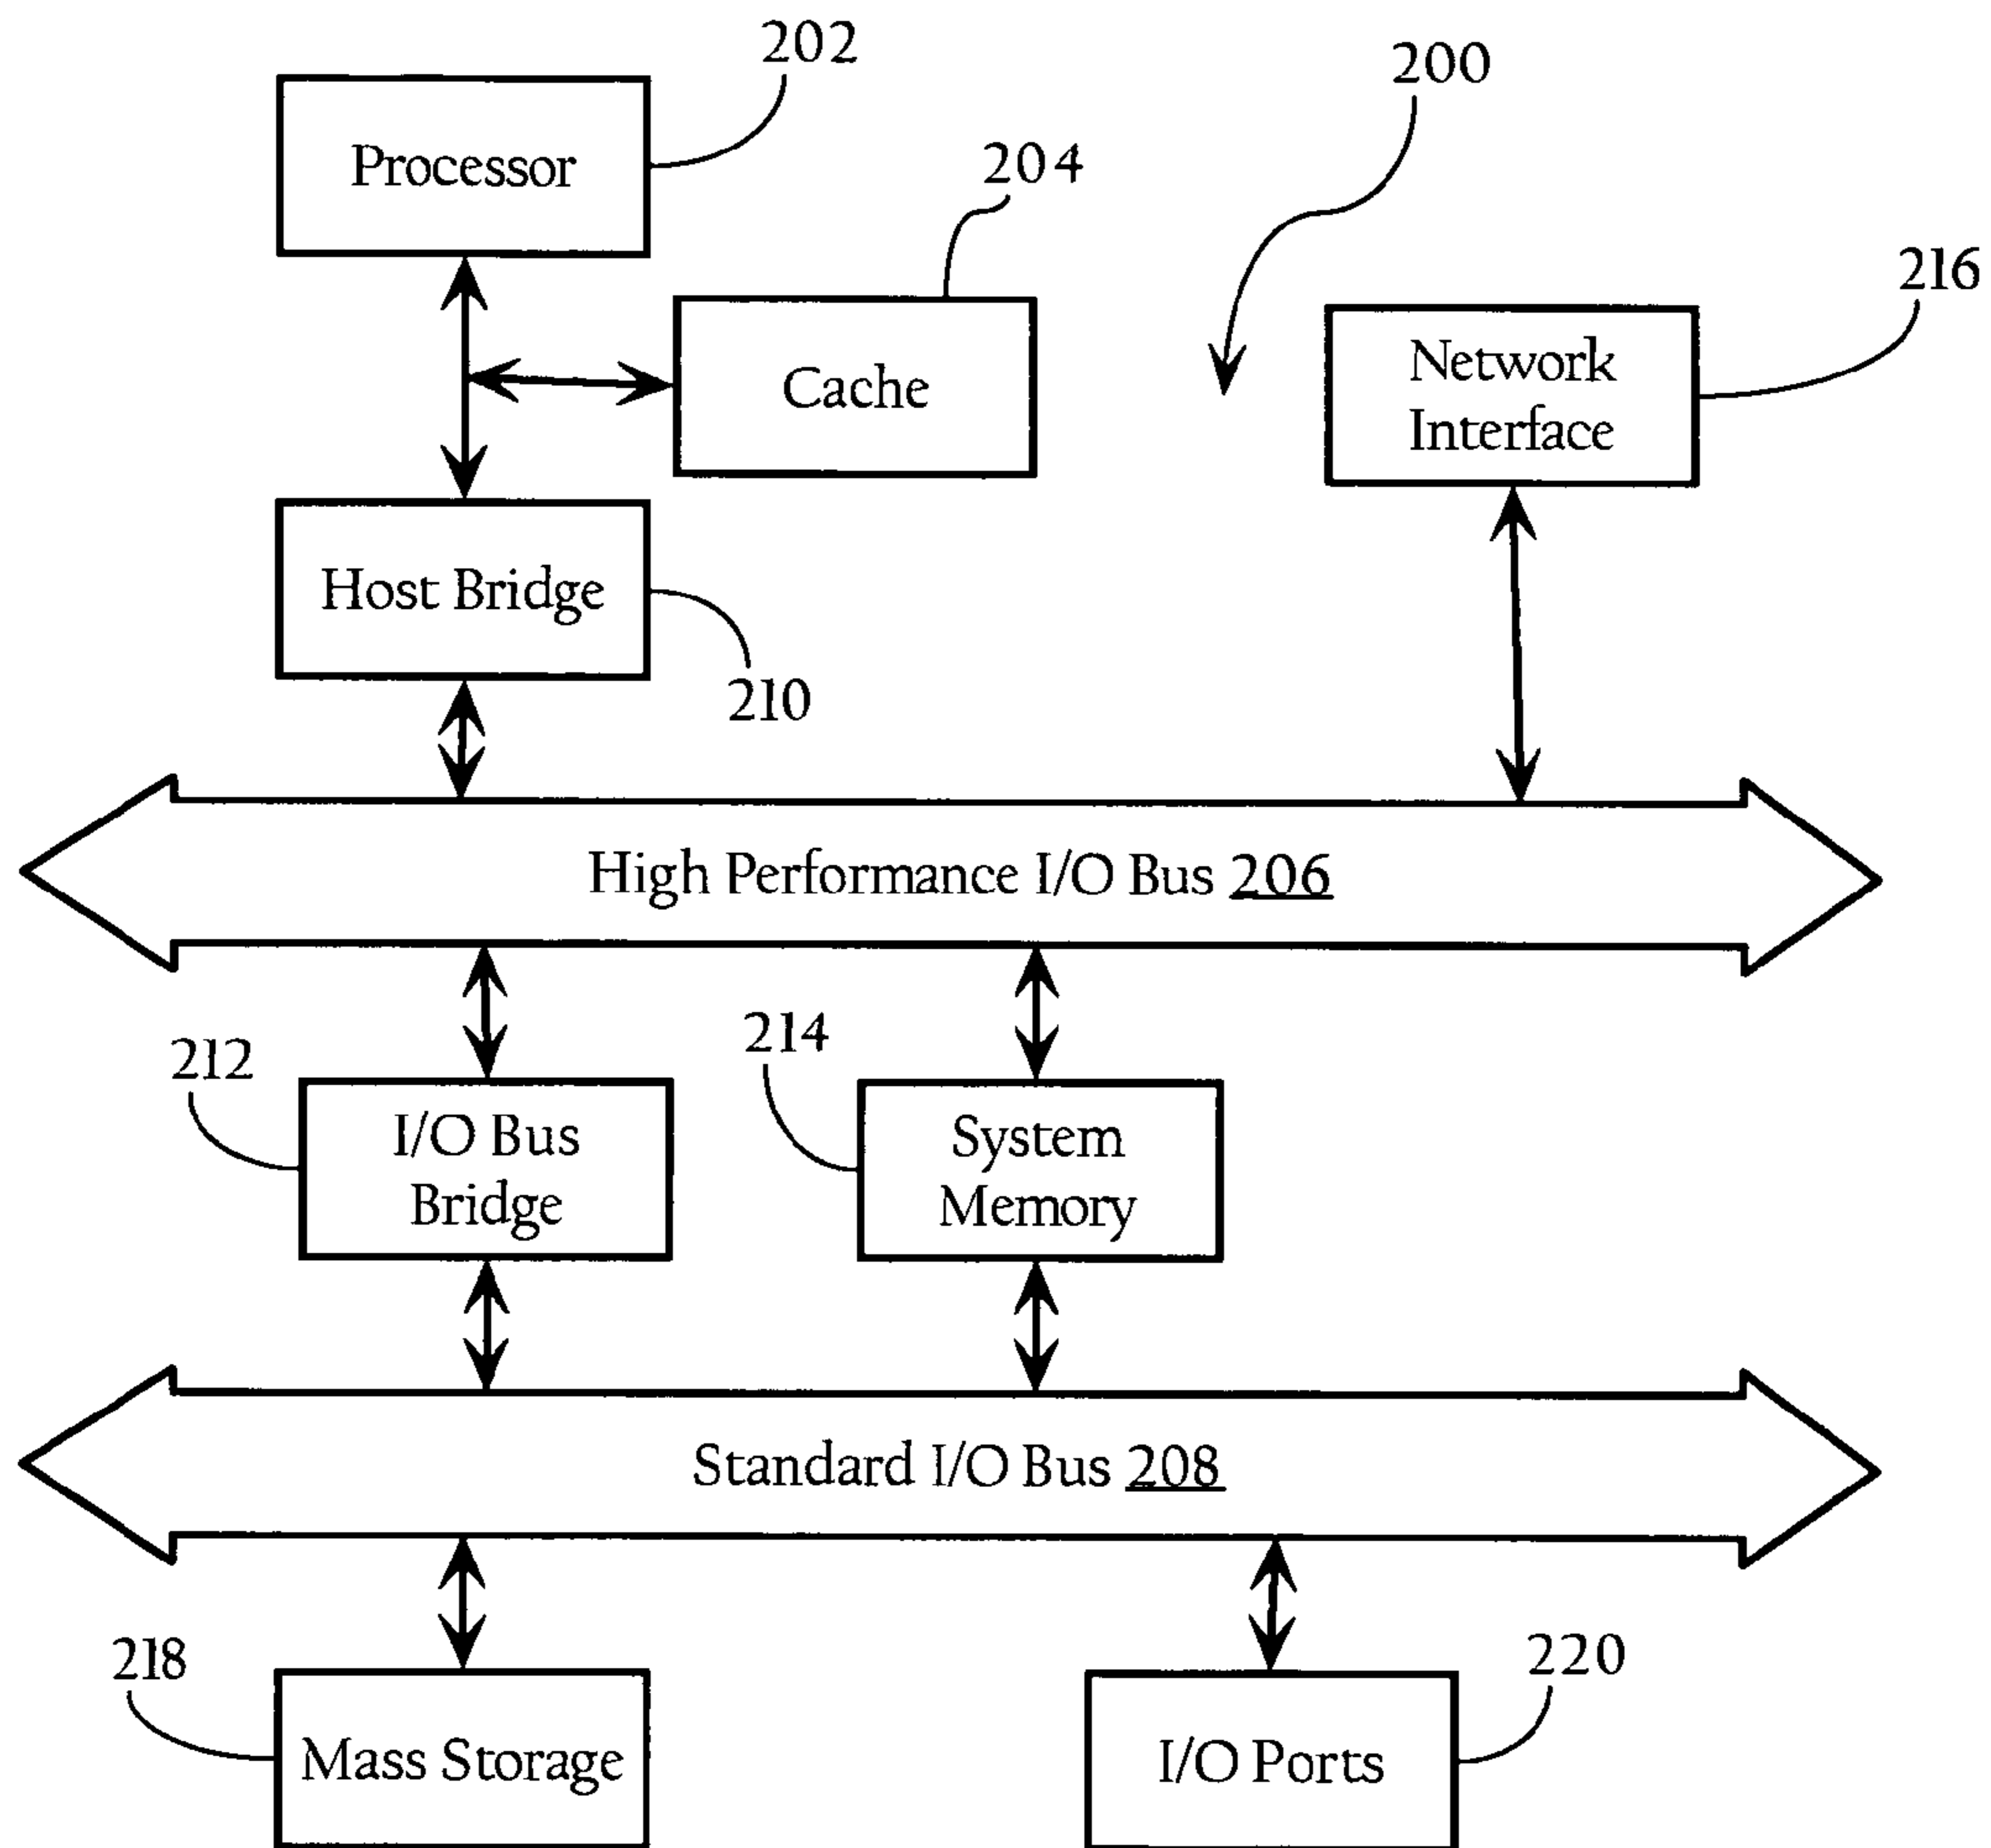 202
200
Processor
204
216
Network
Interface
Cache
Host Bridge
210
High Performance I/O Bus 206
212
214
I/O Bus
Bridge
System
Memory
Standard I/O Bus 208
218
220
Mass Storage
I/O Ports